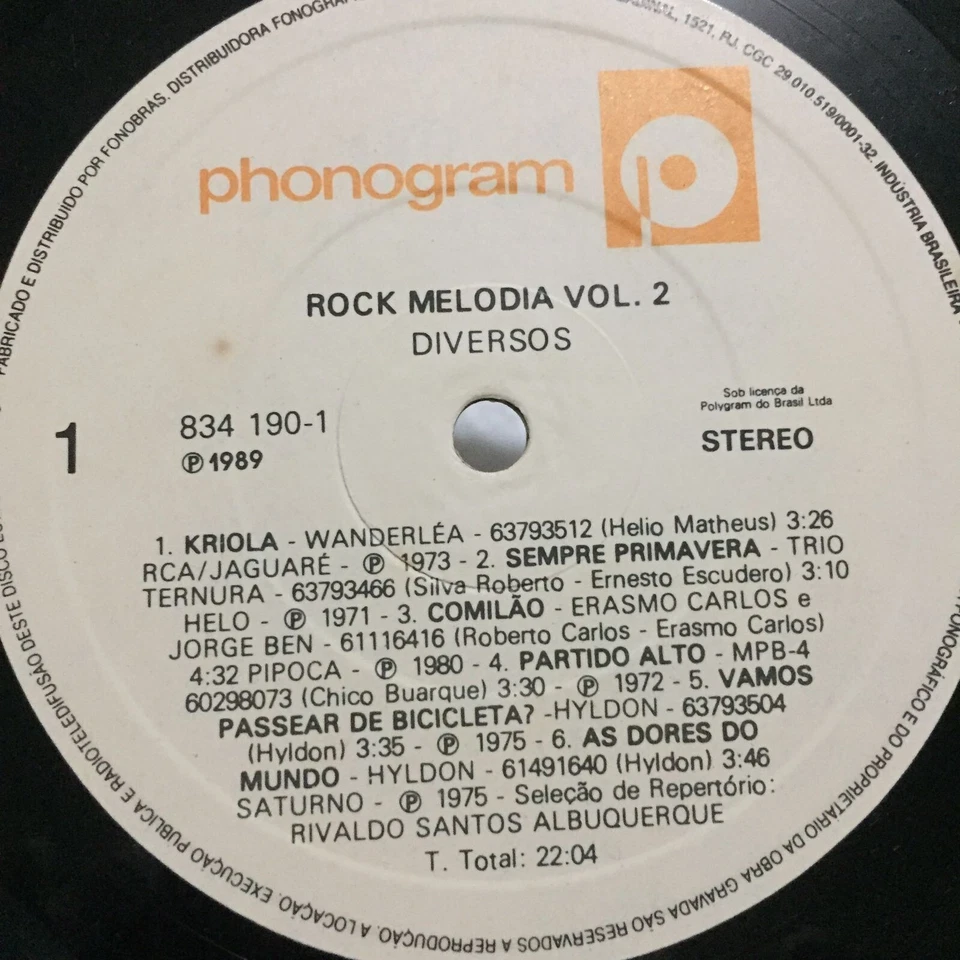 FABRICADO E DISTRIBUIDO POR FONOBRAS. DISTRIBUIDORA
1521, RJ, CGC 29.010.519/0001-32. INDÚSTRIA BRASILEIRA
phonogram p
ROCK MELODIA VOL. 2
DIVERSOS
Sob licença da
Polygram do Brasil Ltda
834 190-1
STEREO
1
℗ 1989
1. KRIOLA - WANDERLÉA - 63793512 (Helio Matheus) 3:26
RCA/JAGUARÉ - ℗ 1973 - 2. SEMPRE PRIMAVERA - TRIO
TERNURA - 63793466 (Silva Roberto - Ernesto Escudero) 3:10
HELO - ℗ 1971 - 3. COMILÃO - ERASMO CARLOS e
JORGE BEN - 61116416 (Roberto Carlos - Erasmo Carlos)
4:32 PIPOCA - ℗ 1980 - 4. PARTIDO ALTO - MPB-4
60298073 (Chico Buarque) 3:30 - ℗ 1972 - 5. VAMOS
PASSEAR DE BICICLETA? -HYLDON - 63793504
(Hyldon) 3:35 - ℗ 1975 - 6. AS DORES DO
MUNDO - HYLDON - 61491640 (Hyldon) 3:46
SATURNO - ℗ 1975 - Seleção de Repertório:
RIVALDO SANTOS ALBUQUERQUE
T. Total: 22:04
FONOGRÁFICO E DO PROPRIETARIO DA OBRA GRAVADA SÃO RESERVADOS A REPRODUÇÃO, A LOCAÇÃO, EXECUÇÃO PUBLICA E RADIOTELEDIFUSÃO DESTE DISCO